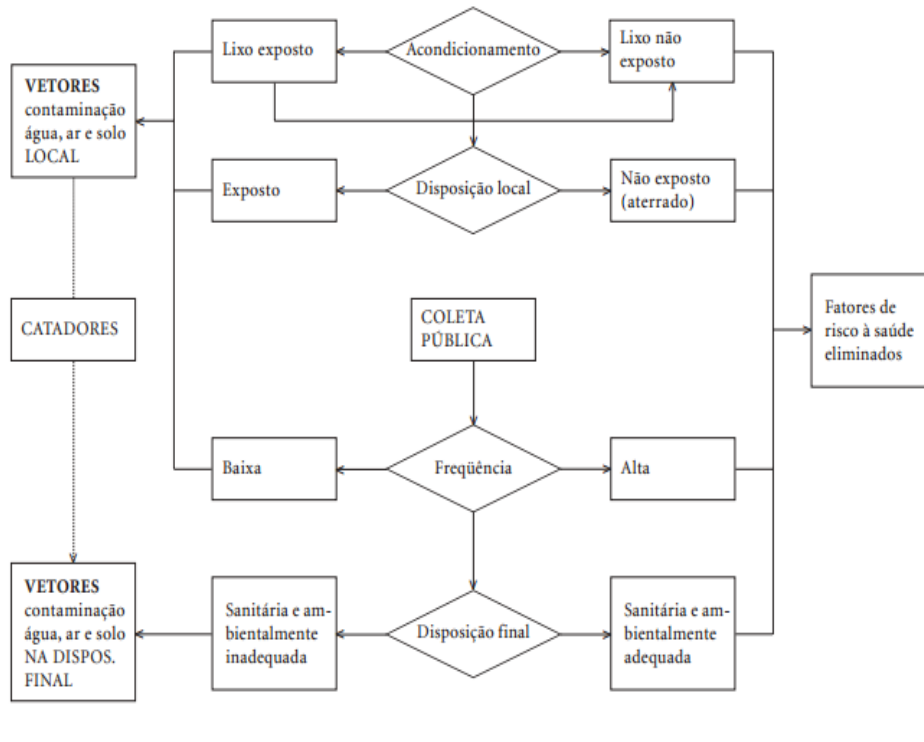 Lixo exposto
Acondicionamento
Lixo não
exposto
VETORES
contaminação
água, ar e solo
LOCAL
Exposto
Disposição local
Não exposto
(aterrado)
CATADORES
COLETA
PÚBLICA
Fatores de
risco à saúde
eliminados
Baixa
Freqüência
Alta
VETORES
contaminação
água, ar e solo
NA DISPOS.
FINAL
Sanitária e am-
bientalmente
inadequada
Disposição final
Sanitária e am-
bientalmente
adequada